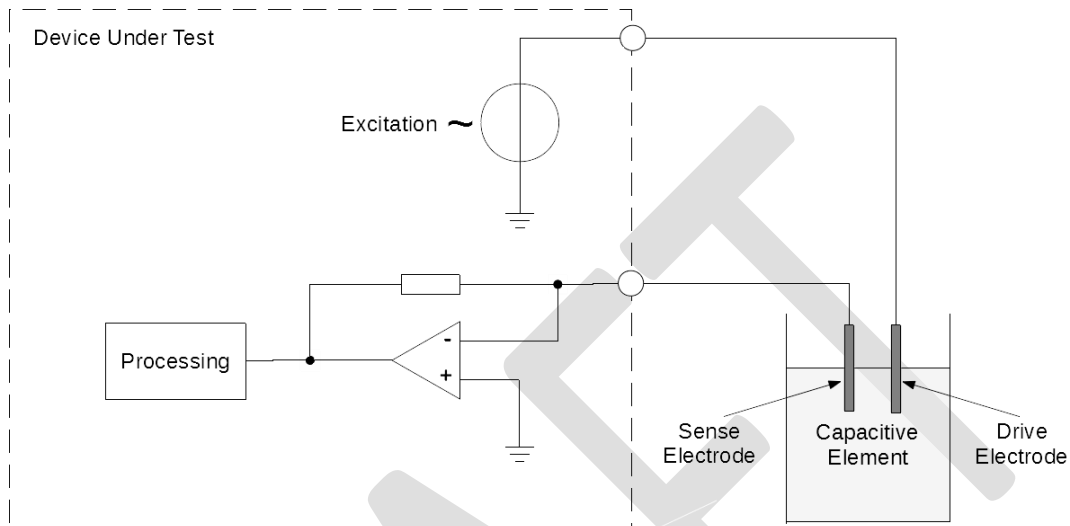 Device Under Test
Excitation ~
-
+
Processing
Sense
Electrode
Capacitive
Element
Drive
Electrode